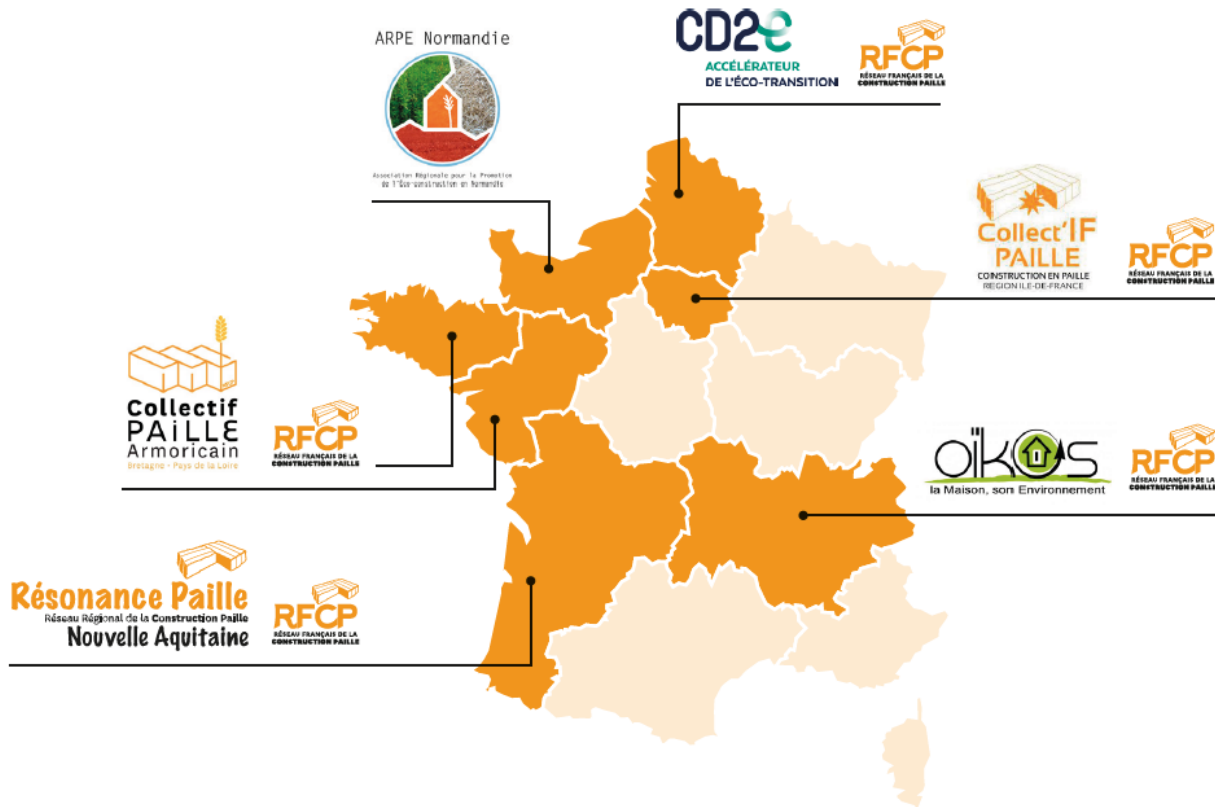 ARPE Normandie
Association Régionale pour la Promotion
de l'Éco-construction en Normandie
CD2e
ACCÉLÉRATEUR
DE L'ÉCO-TRANSITION
RFCP
RÉSEAU FRANÇAIS DE LA
CONSTRUCTION PAILLE
Collect'IF
PAILLE
CONSTRUCTION EN PAILLE
REGION ILE-DE-FRANCE
RFCP
RÉSEAU FRANÇAIS DE LA
CONSTRUCTION PAILLE
Collectif
PAiLLE
Armoricain
Bretagne - Pays de la Loire
RFCP
RÉSEAU FRANÇAIS DE LA
CONSTRUCTION PAILLE
OÏKOS
la Maison, son Environnement
RFCP
RÉSEAU FRANÇAIS DE LA
CONSTRUCTION PAILLE
Résonance Paille
Réseau Régional de la Construction Paille
Nouvelle Aquitaine
RFCP
RÉSEAU FRANÇAIS DE LA
CONSTRUCTION PAILLE